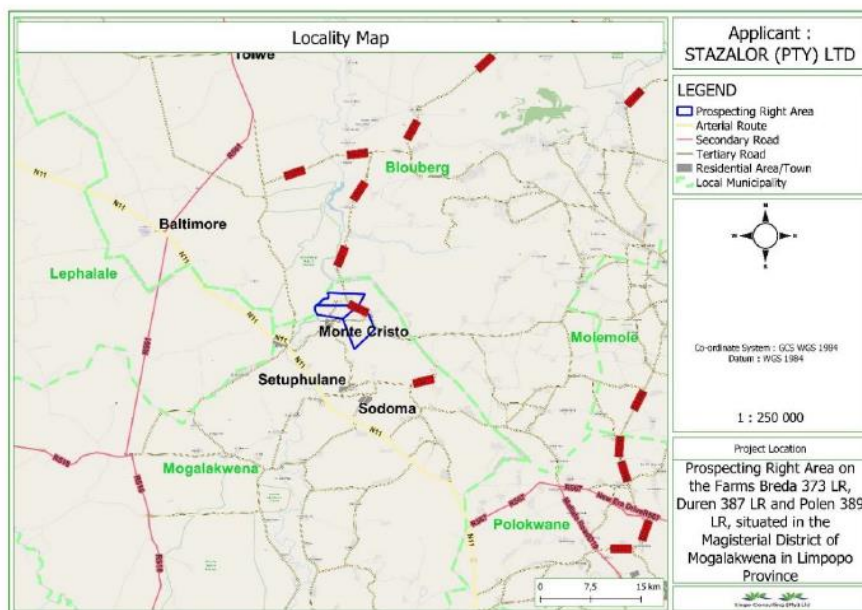 Locality Map
Applicant :
STAZALOR (PTY) LTD
LEGEND
Prospecting Right Area
Arterial Route
Secondary Road
Tertiary Road
Residential Area/Town
Local Municipality
Co-ordinate System : GCS WGS 1984
Datum : WGS 1984
1 : 250 000
Project Location
Prospecting Right Area on
the Farms Breda 373 LR,
Duren 387 LR and Polen 389
LR, situated in the
Magisterial District of
Mogalakwena in Limpopo
Province
Tolwe
Blouberg
N11
Baltimore
N11
Lephalale
Monte Cristo
Molemole
Setuphulane
Sodoma
N11
Mogalakwena
Polokwane
N11
0 7,5 15 km
N
W
S